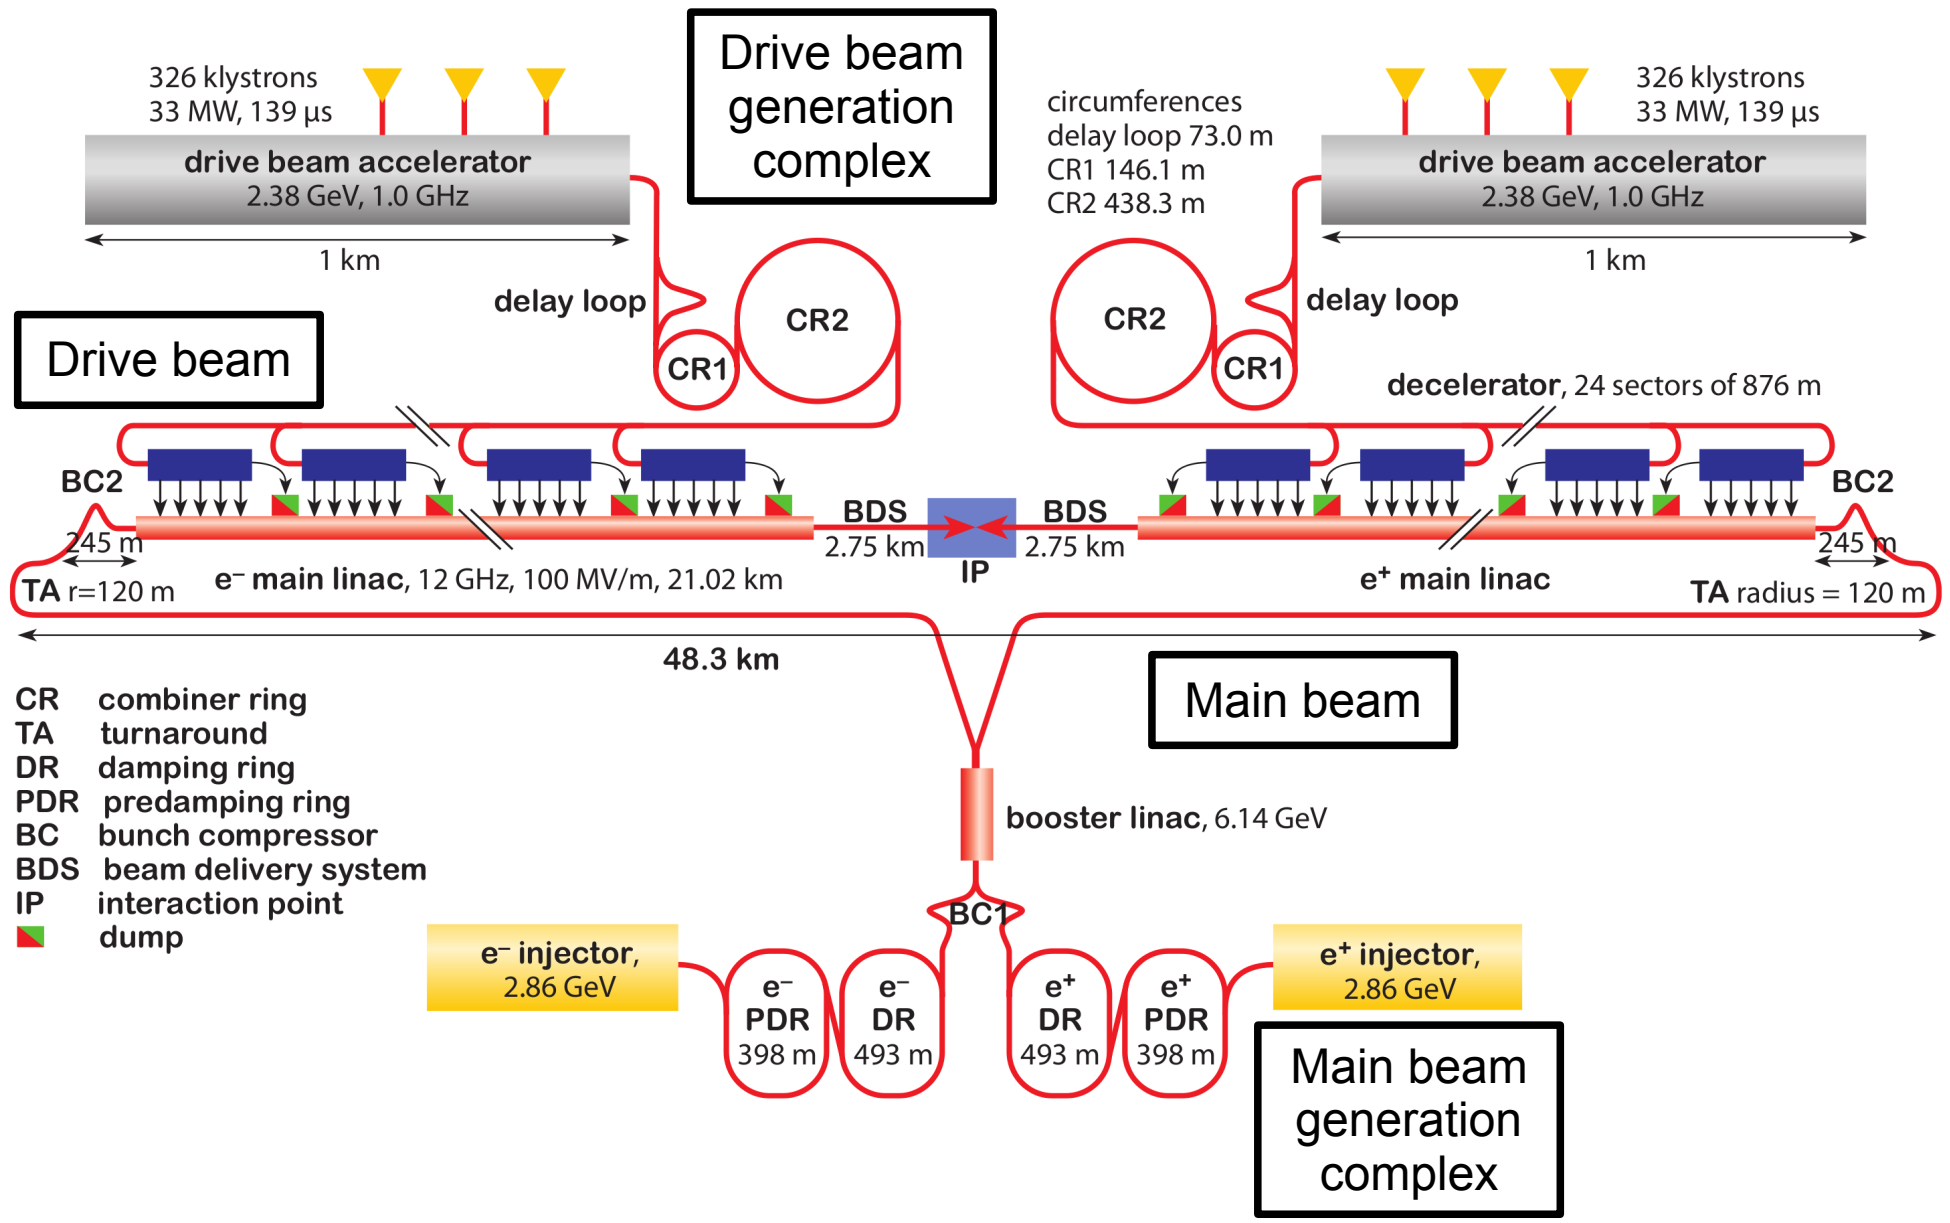 Drive beam
generation
complex
326 klystrons
33 MW, 139 μs
drive beam accelerator
2.38 GeV, 1.0 GHz
1 km
circumferences
delay loop 73.0 m
CR1 146.1 m
CR2 438.3 m
326 klystrons
33 MW, 139 μs
drive beam accelerator
2.38 GeV, 1.0 GHz
1 km
delay loop
CR2
CR1
CR2
CR1
delay loop
Drive beam
decelerator, 24 sectors of 876 m
BC2
245 m
TA r=120 m
e– main linac, 12 GHz, 100 MV/m, 21.02 km
BDS
2.75 km
IP
BDS
2.75 km
e+ main linac
BC2
245 m
TA radius = 120 m
48.3 km
Main beam
CR combiner ring
TA turnaround
DR damping ring
PDR predamping ring
BC bunch compressor
BDS beam delivery system
IP interaction point
dump
booster linac, 6.14 GeV
BC1
e– injector,
2.86 GeV
e–
PDR
398 m
e–
DR
493 m
e+
DR
493 m
e+
PDR
398 m
e+ injector,
2.86 GeV
Main beam
generation
complex